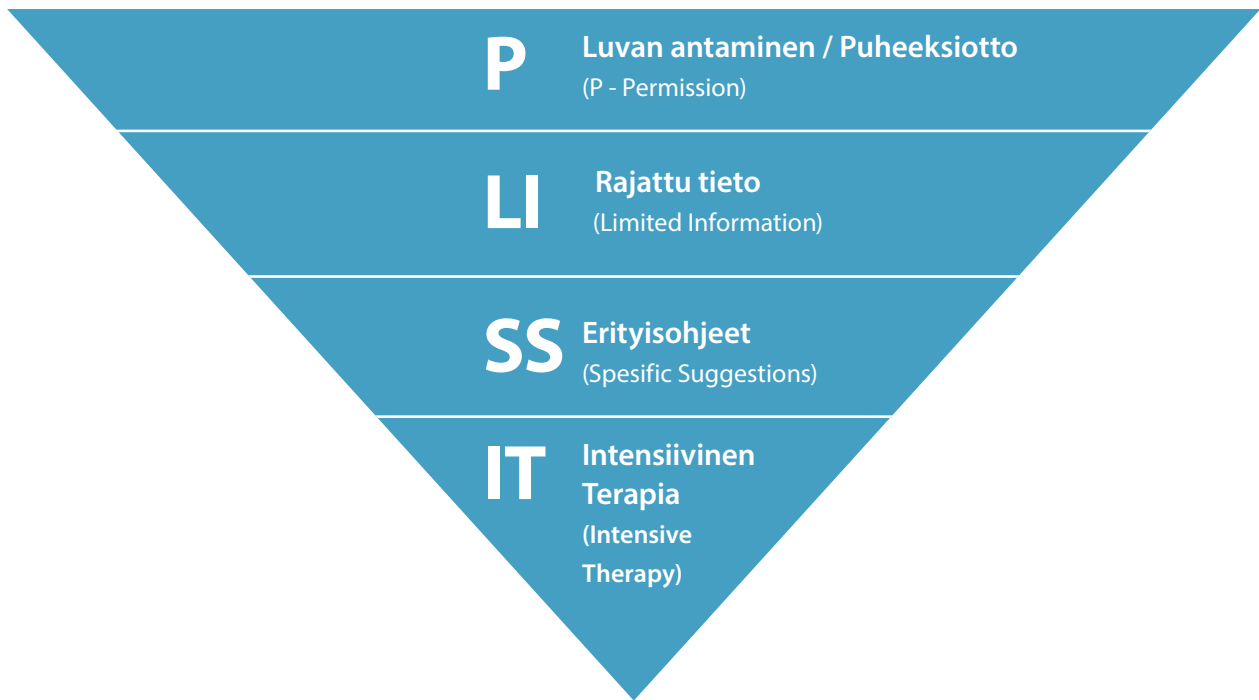 P Luvan antaminen / Puheeksiotto
(P - Permission)
LI Rajattu tieto
(Limited Information)
SS Erityisohjeet
(Spesific Suggestions)
IT Intensiivinen
Terapia
(Intensive
Therapy)